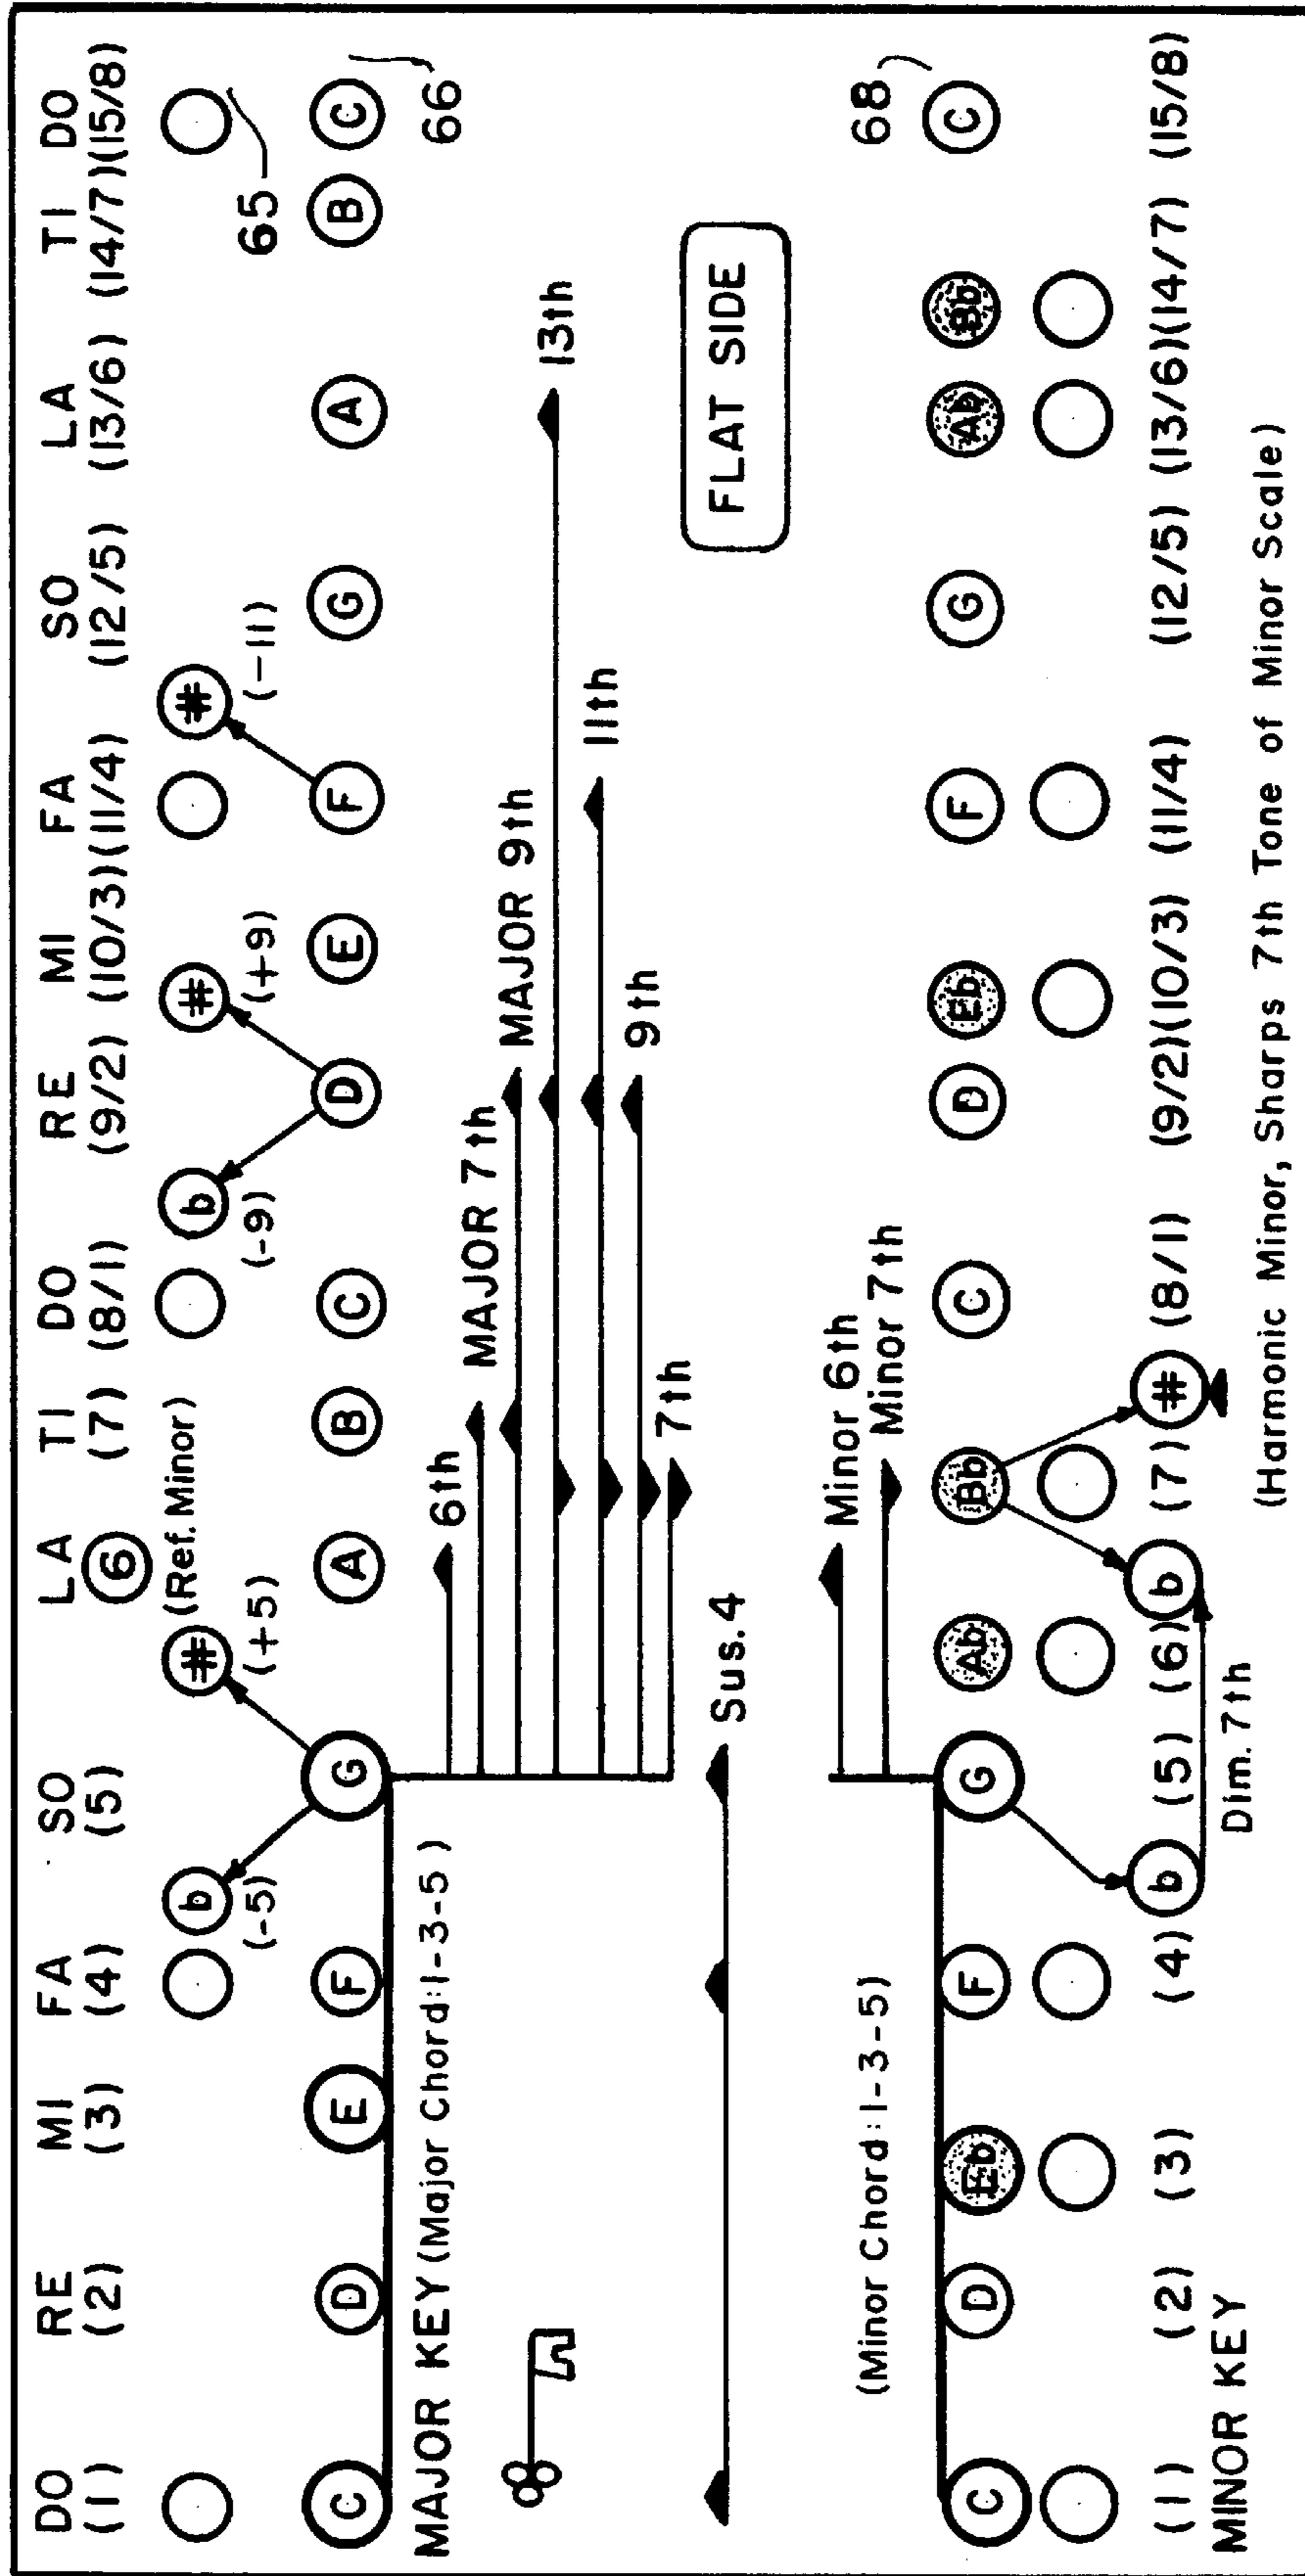 DO RE MI FA SO LA TI DO RE MI FA SO LA TI DO
(1) (2) (3) (4) (5) 6 (7) (8/1) (9/2) (10/3)(11/4) (12/5) (13/6) (14/7)(15/8)
(Ref. Minor)
b # b # #
(-5) (+5) (-9) (+9) (-11)
65
C D E F G A B C D E F G A B C
66
MAJOR KEY (Major Chord:1-3-5)
6th
MAJOR 7th
MAJOR 9th
13th
11th
9th
7th
FLAT SIDE
Sus.4
Minor 6th
Minor 7th
(Minor Chord:1-3-5)
68
C D Eb F G Ab Bb C D Eb F G Ab Bb C
b b #
(1) (2) (3) (4) (5) (6) (7) (8/1) (9/2)(10/3) (11/4) (12/5) (13/6)(14/7) (15/8)
MINOR KEY
Dim. 7th
(Harmonic Minor, Sharps 7th Tone of Minor Scale)